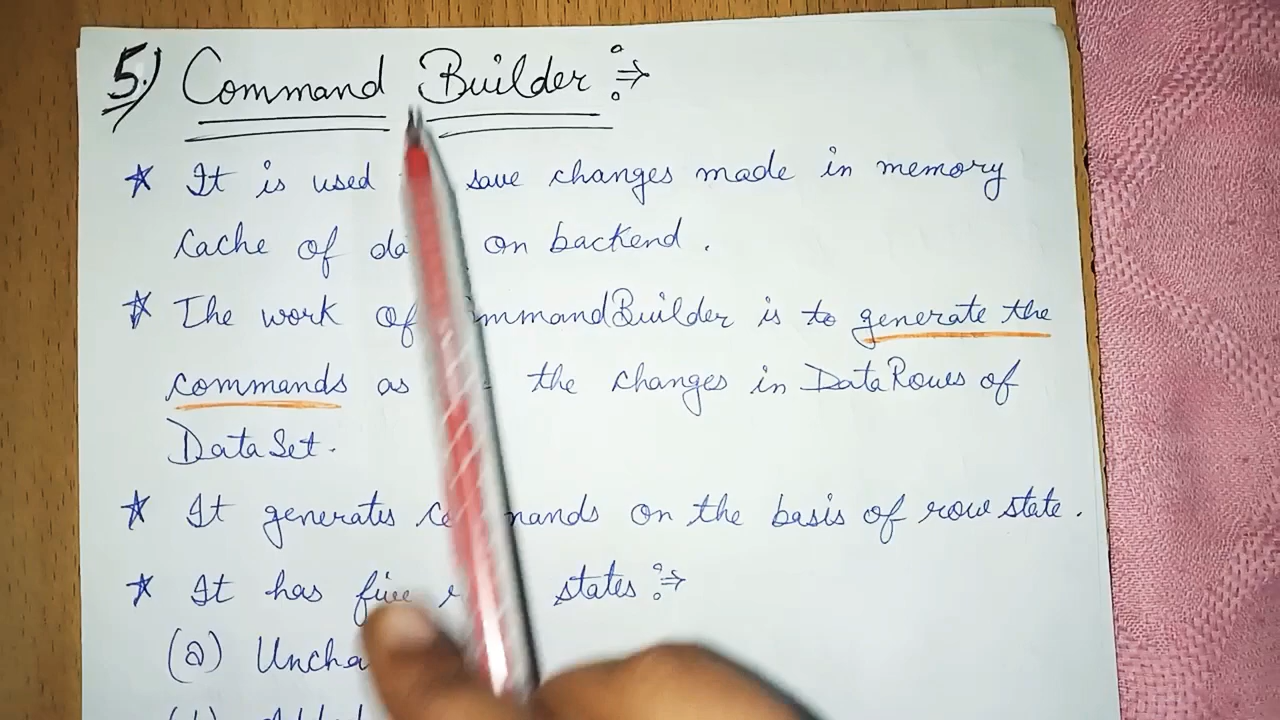 5.) Command Builder :⇒
★ It is used save changes made in memory
cache of on backend .
★ The work of CommandBuilder is to generate the
commands as the changes in DataRows of
DataSet.
★ It generates commands on the basis of row state .
★ It has five states :⇒
(a)